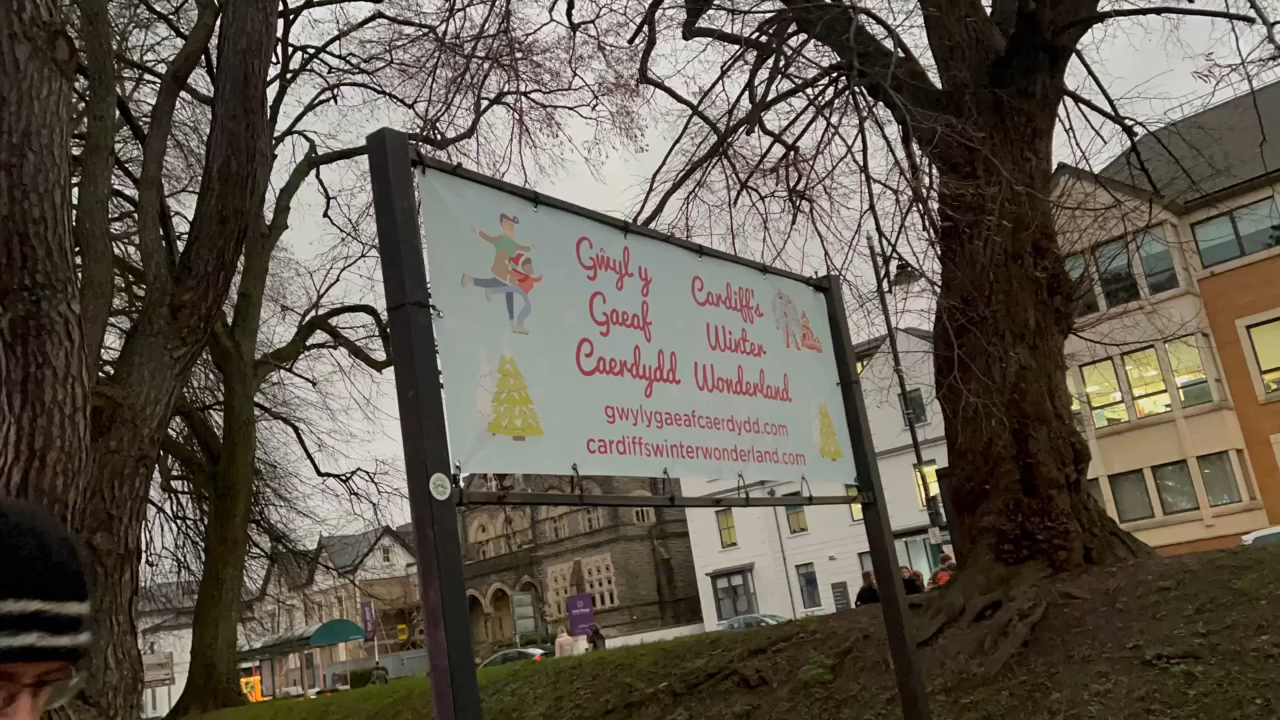 Gŵyl y
Gaeaf
Caerdydd
Cardiff's
Winter
Wonderland
gwylygaeafcaerdydd.com
cardiffswinterwonderland.com